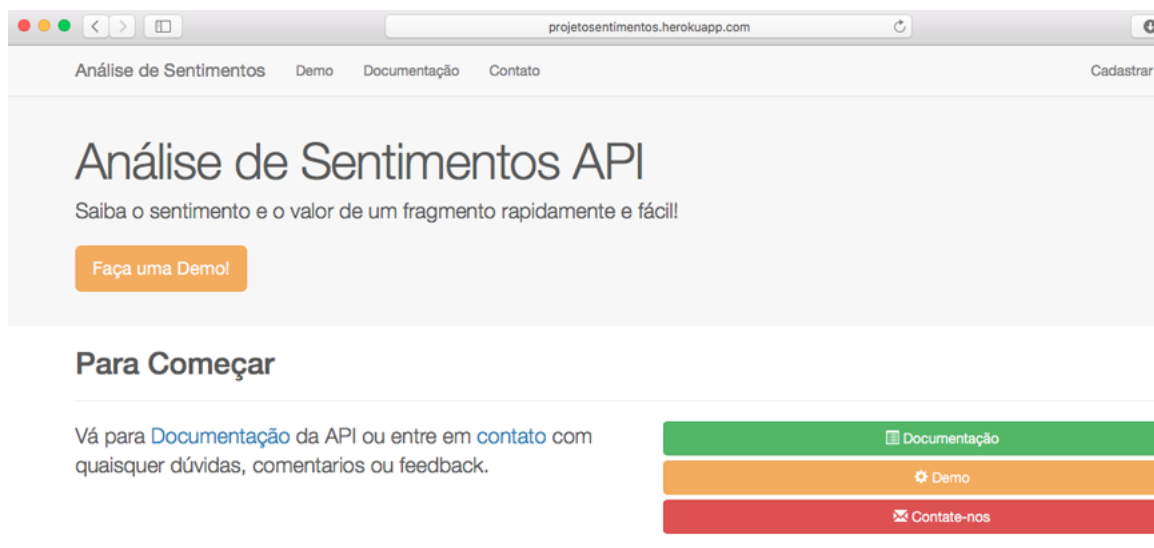 projetosentimentos.herokuapp.com
Análise de Sentimentos Demo Documentação Contato Cadastrar
Análise de Sentimentos API
Saiba o sentimento e o valor de um fragmento rapidamente e fácil!
Faça uma Demo!
Para Começar
Vá para Documentação da API ou entre em contato com
quaisquer dúvidas, comentarios ou feedback.
Documentação
Demo
Contate-nos